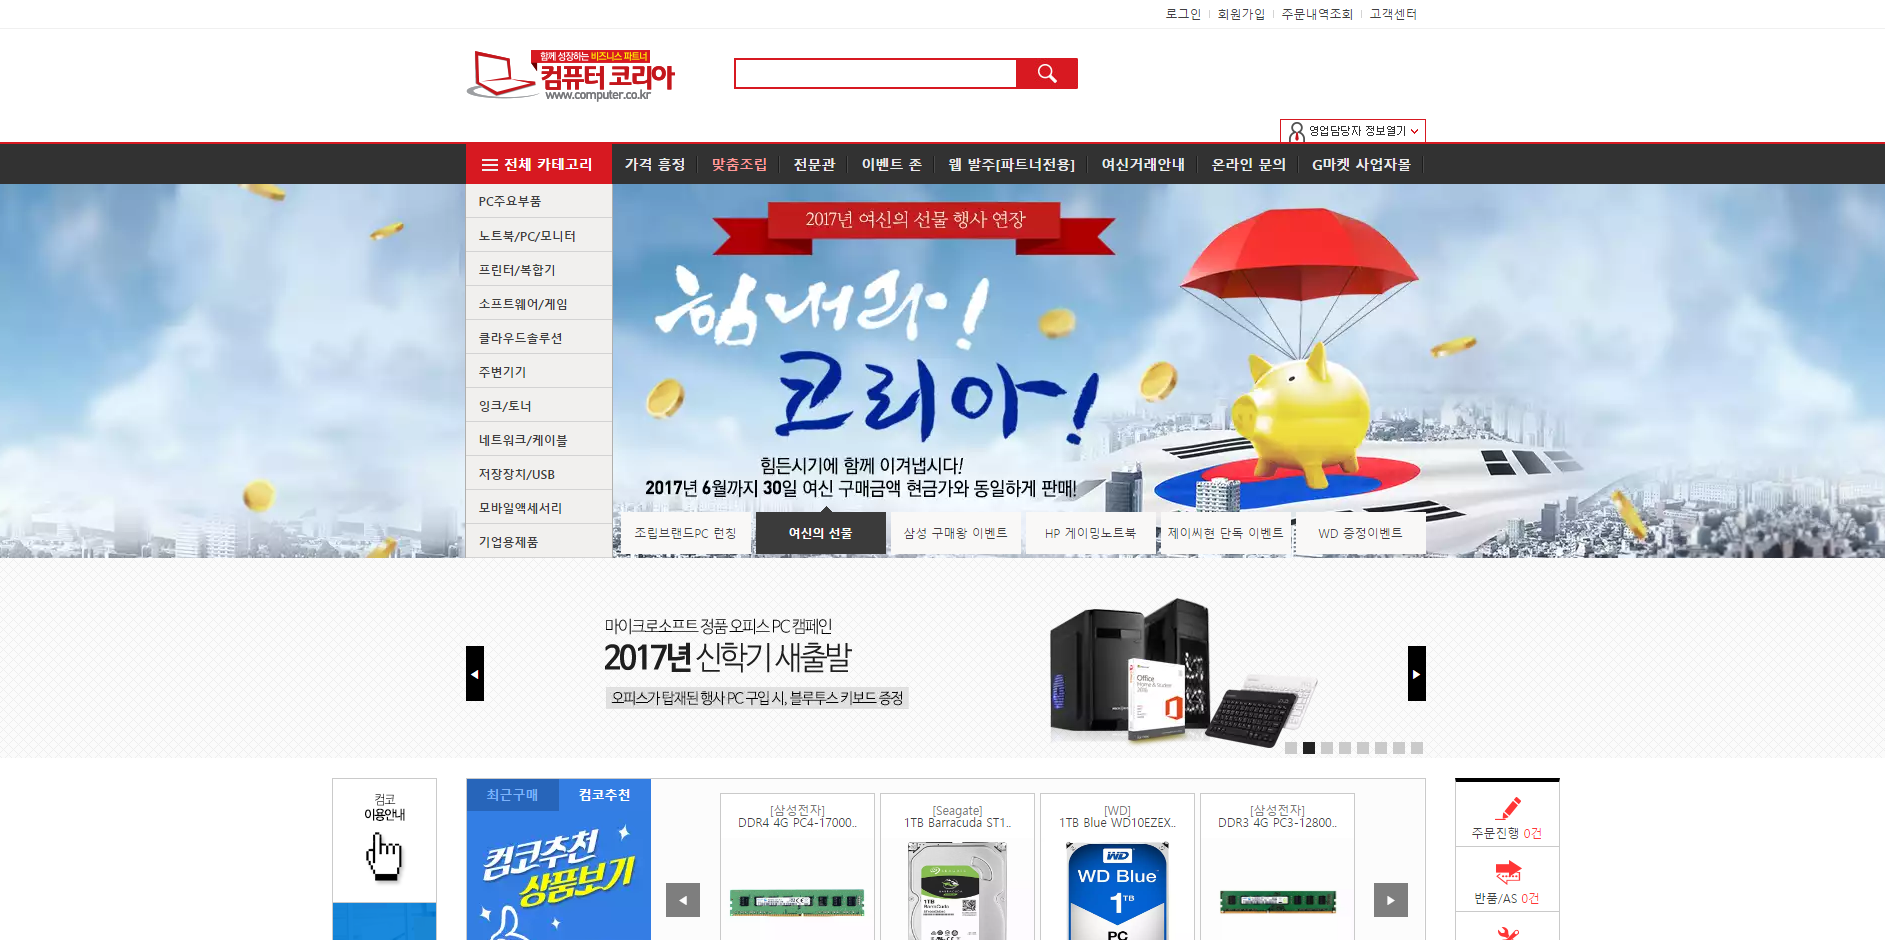 로그인
회원가입
주문내역조회
고객센터
함께 성장하는 비즈니스 파트너
컴퓨터 코리아
www.computer.co.kr
영업담당자 정보열기
전체 카테고리
가격 흥정
맞춤조립
전문관
이벤트 존
웹 발주[파트너전용]
여신거래안내
온라인 문의
G마켓 사업자몰
PC주요부품
노트북/PC/모니터
프린터/복합기
소프트웨어/게임
클라우드솔루션
주변기기
잉크/토너
네트워크/케이블
저장장치/USB
모바일액세서리
기업용제품
2017년 여신의 선물 행사 연장
힘내라!
코리아!
힘든시기에 함께 이겨냅시다!
2017년 6월까지 30일 여신 구매금액 현금가와 동일하게 판매!
조립브랜드PC 런칭
여신의 선물
삼성 구매왕 이벤트
HP 게이밍노트북
제이씨현 단독 이벤트
WD 증정이벤트
마이크로소프트 정품 오피스 PC 캠페인
2017년 신학기 새출발
오피스가 탑재된 행사 PC 구입 시, 블루투스 키보드 증정
Office
컴코
이용안내
최근구매
컴코추천
컴코추천
상품보기
[삼성전자]
DDR4 4G PC4-17000..
[Seagate]
1TB Barracuda ST1..
1TB
[WD]
1TB Blue WD10EZEX..
WD
WD Blue
1TB
PC
[삼성전자]
DDR3 4G PC3-12800..
주문진행 0건
반품/AS 0건